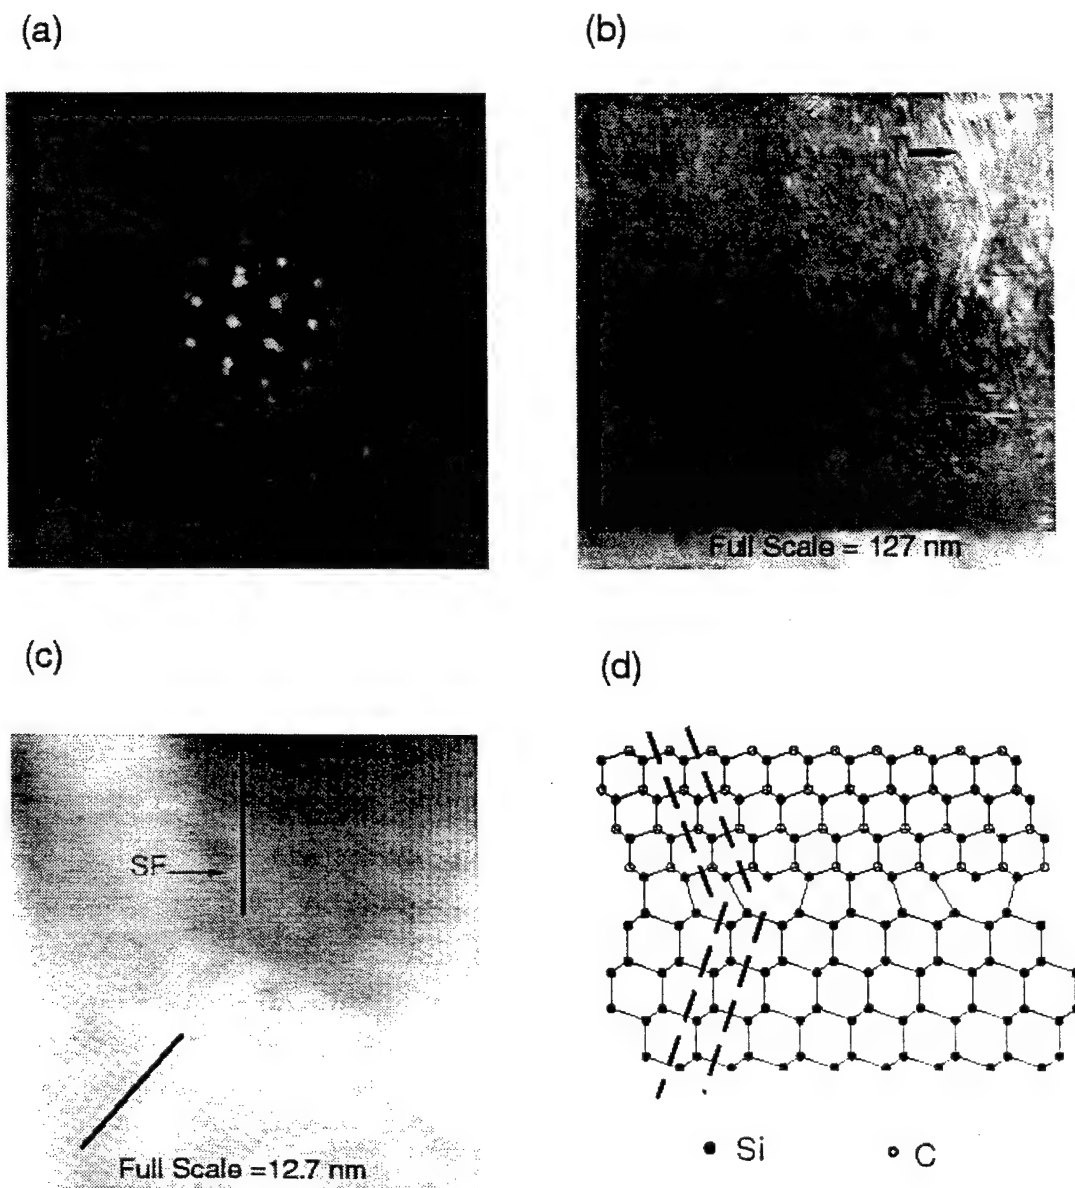 (a)
(b)
Full Scale = 127 nm
(c)
SF
Full Scale =12.7 nm
(d)
Si
C